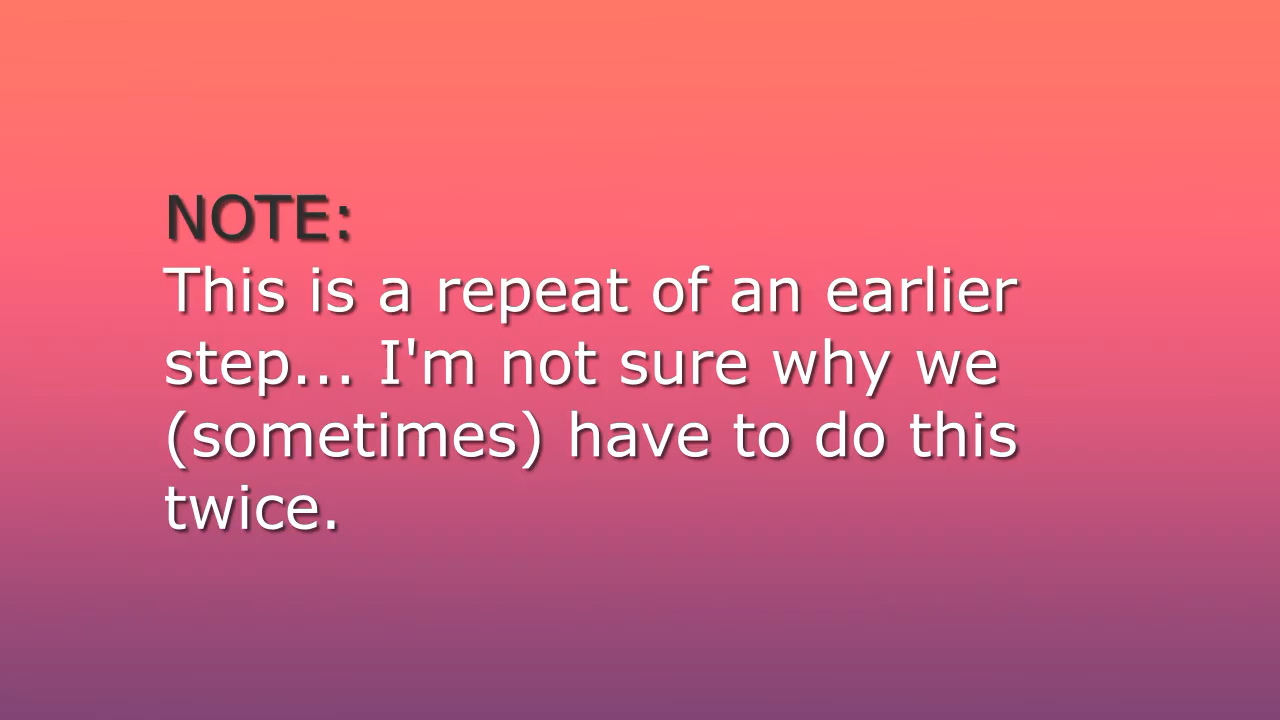 NOTE:
This is a repeat of an earlier
step... I'm not sure why we
(sometimes) have to do this
twice.